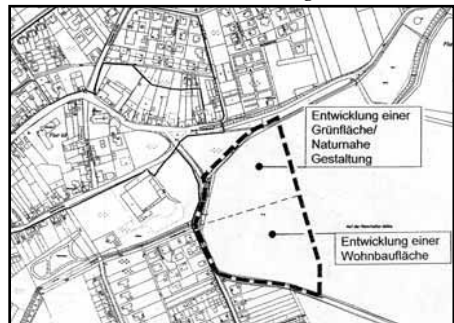 Entwicklung einer
Grünfläche/
Naturnahe
Gestaltung
Entwicklung einer
Wohnbaufläche